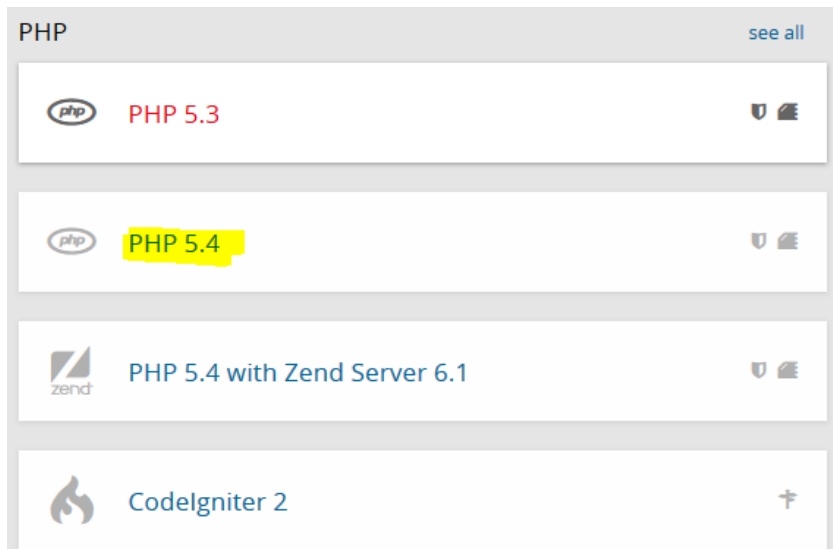 PHP see all
php PHP 5.3
php PHP 5.4
zend PHP 5.4 with Zend Server 6.1
CodeIgniter 2